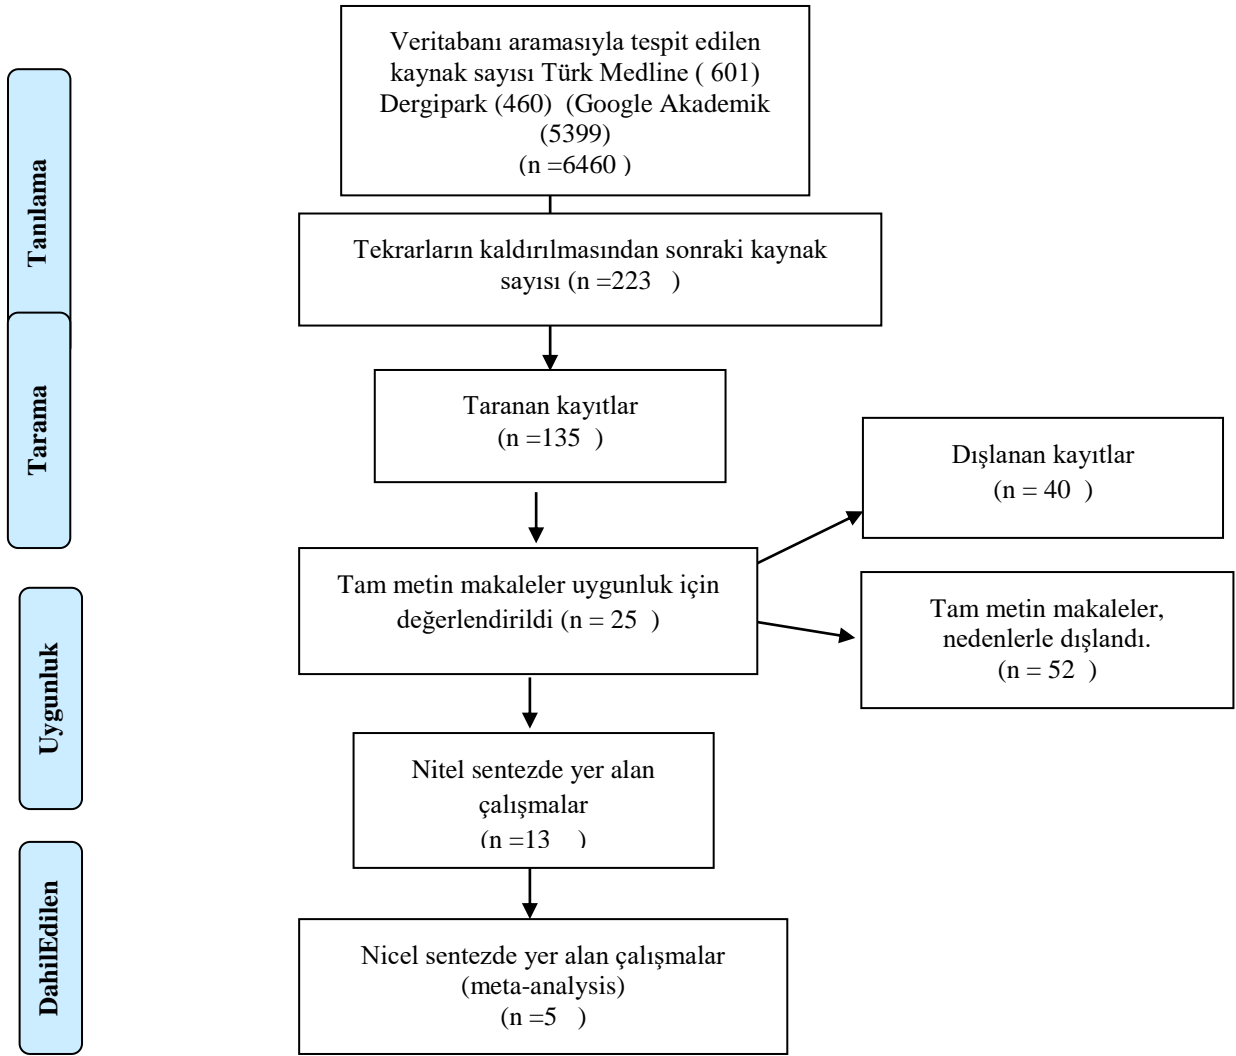 Veritabanı aramasıyla tespit edilen
kaynak sayısı Türk Medline ( 601)
Dergipark (460)  (Google Akademik
(5399)
(n =6460 )
Tanılama
Tekrarların kaldırılmasından sonraki kaynak
sayısı (n =223   )
Tarama
Taranan kayıtlar
(n =135  )
Dışlanan kayıtlar
(n = 40  )
Tam metin makaleler uygunluk için
değerlendirildi (n = 25  )
Tam metin makaleler,
nedenlerle dışlandı.
(n = 52  )
Uygunluk
Nitel sentezde yer alan
çalışmalar
(n =13    )
DahilEdilen
Nicel sentezde yer alan çalışmalar
(meta-analysis)
(n =5   )